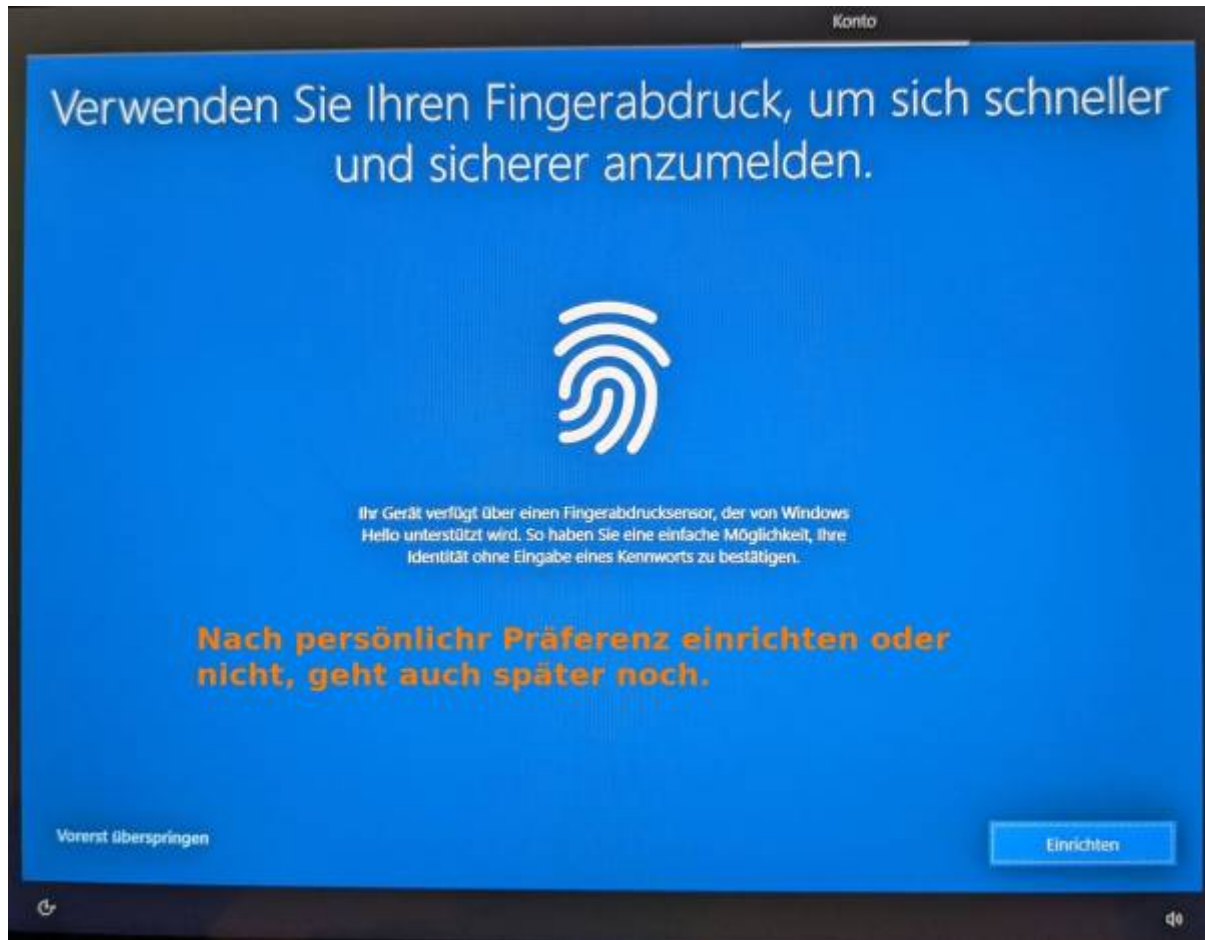 Konto
Verwenden Sie Ihren Fingerabdruck, um sich schneller
und sicherer anzumelden.
Ihr Gerät verfügt über einen Fingerabdrucksensor, der von Windows
Hello unterstützt wird. So haben Sie eine einfache Möglichkeit, Ihre
Identität ohne Eingabe eines Kennworts zu bestätigen.
Nach persönlichr Präferenz einrichten oder
nicht, geht auch später noch.
Vorerst überspringen
Einrichten